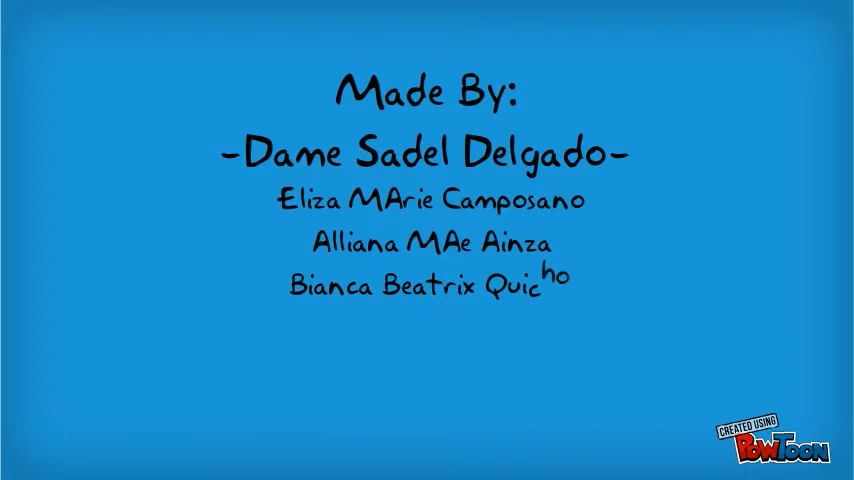 Made By:
-Dame Sadel Delgado-
Eliza MArie Camposano
Alliana MAe Ainza
Bianca Beatrix Quicho
CREATED USING
POWTOON